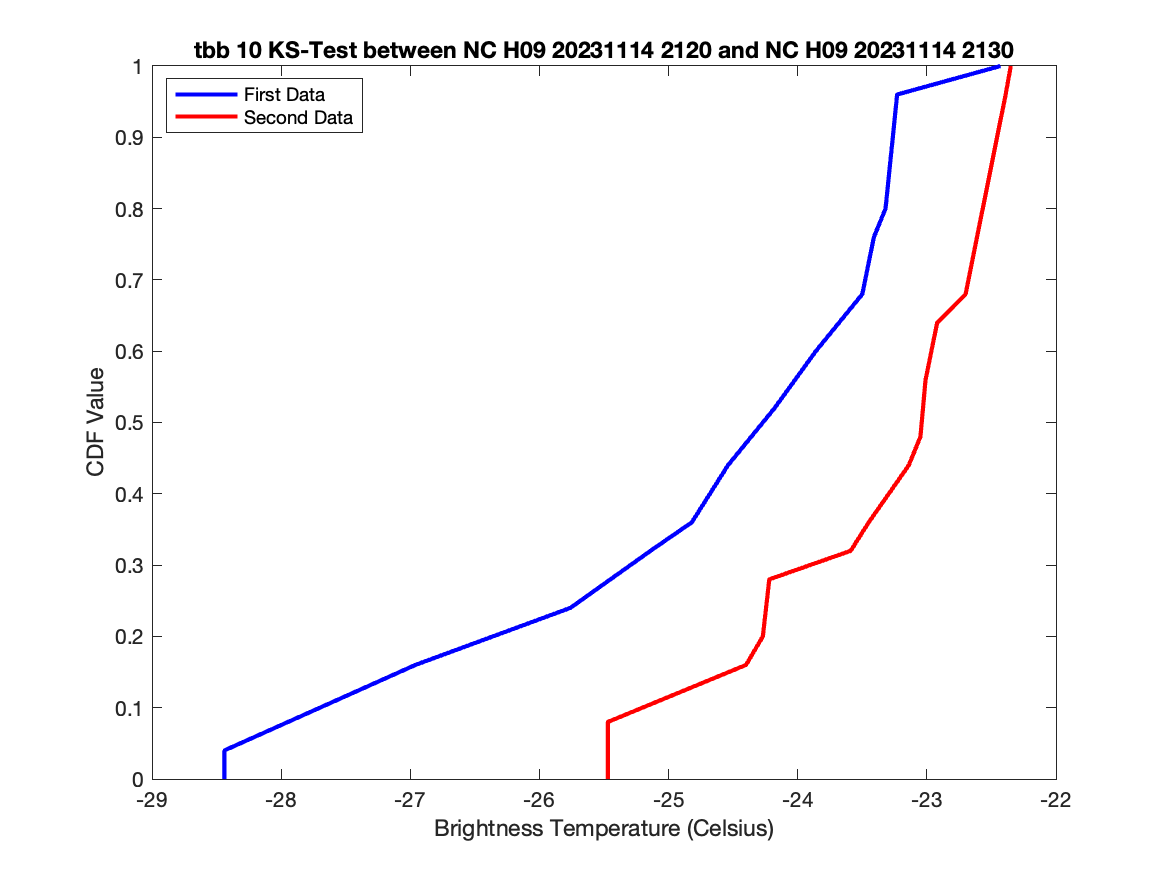 tbb 10 KS-Test between NC H09 20231114 2120 and NC H09 20231114 2130
First Data
Second Data
1
0.9
0.8
0.7
0.6
0.5
0.4
0.3
0.2
0.1
0
CDF Value
-29 -28 -27 -26 -25 -24 -23 -22
Brightness Temperature (Celsius)